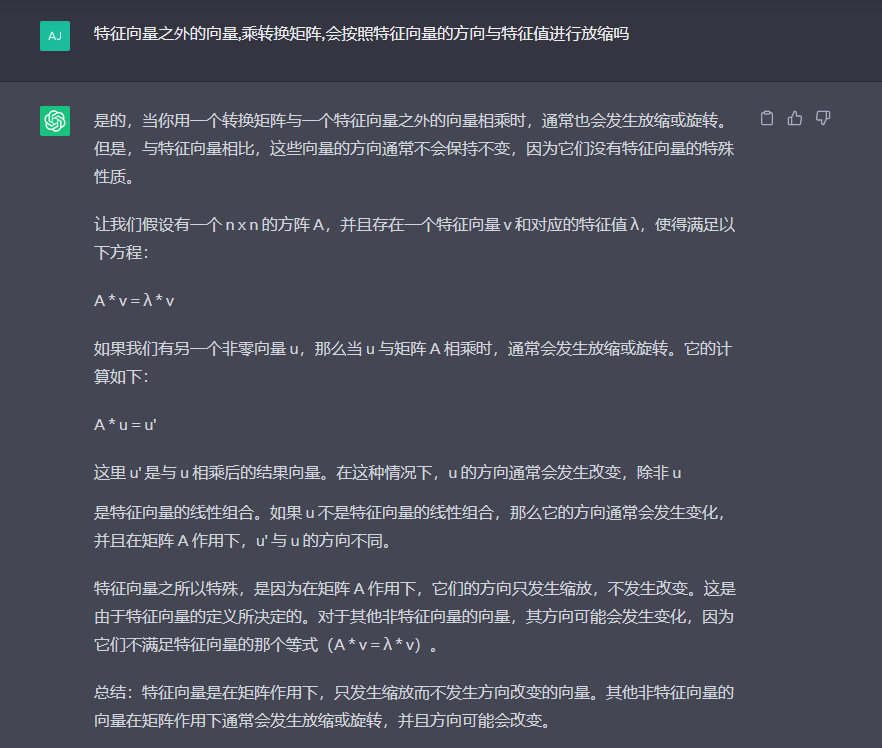 AJ
特征向量之外的向量,乘转换矩阵,会按照特征向量的方向与特征值进行放缩吗
是的，当你用一个转换矩阵与一个特征向量之外的向量相乘时，通常也会发生放缩或旋转。
但是，与特征向量相比，这些向量的方向通常不会保持不变，因为它们没有特征向量的特殊
性质。
让我们假设有一个 n x n 的方阵 A，并且存在一个特征向量 v 和对应的特征值 λ，使得满足以
下方程：
A * v = λ * v
如果我们有另一个非零向量 u，那么当 u 与矩阵 A 相乘时，通常会发生放缩或旋转。它的计
算如下：
A * u = u'
这里 u' 是与 u 相乘后的结果向量。在这种情况下，u 的方向通常会发生改变，除非 u
是特征向量的线性组合。如果 u 不是特征向量的线性组合，那么它的方向通常会发生变化，
并且在矩阵 A 作用下，u' 与 u 的方向不同。
特征向量之所以特殊，是因为在矩阵 A 作用下，它们的方向只发生缩放，不发生改变。这是
由于特征向量的定义所决定的。对于其他非特征向量的向量，其方向可能会发生变化，因为
它们不满足特征向量的那个等式（A * v = λ * v）。
总结：特征向量是在矩阵作用下，只发生缩放而不发生方向改变的向量。其他非特征向量的
向量在矩阵作用下通常会发生放缩或旋转，并且方向可能会改变。